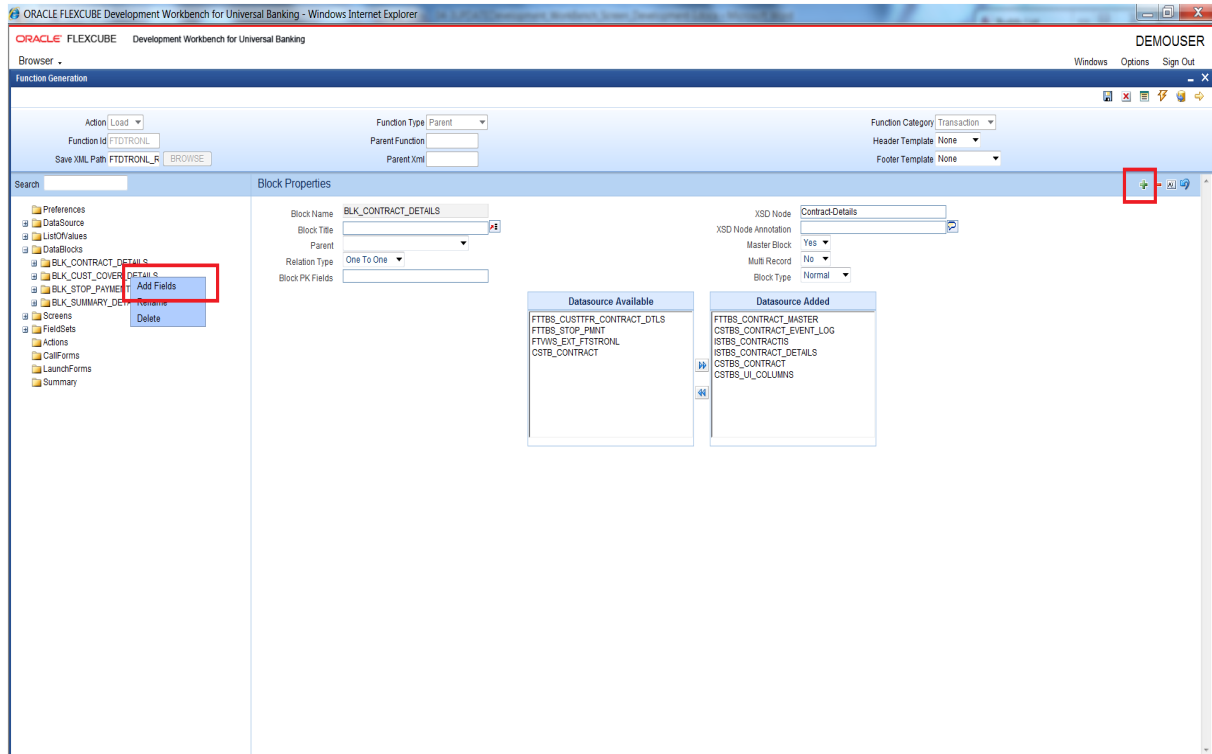 ORACLE FLEXCUBE Development Workbench for Universal Banking - Windows Internet Explorer
ORACLE FLEXCUBE Development Workbench for Universal Banking
DEMOUSER
Browser
Windows Options Sign Out
Function Generation
Action Load
Function Type Parent
Function Category Transaction
Function Id FTDTRONL
Parent Function
Header Template None
Save XML Path FTDTRONL_R BROWSE
Parent Xml
Footer Template None
Search
Block Properties
Preferences
DataSource
ListOfValues
DataBlocks
BLK_CONTRACT_DETAILS
BLK_CUST_COVER_DETAILS
BLK_STOP_PAYMENT
BLK_SUMMARY_DETA
Screens
FieldSets
Actions
CallForms
LaunchForms
Summary
Add Fields
Rename
Delete
Block Name BLK_CONTRACT_DETAILS
Block Title
Parent
Relation Type One To One
Block PK Fields
XSD Node Contract-Details
XSD Node Annotation
Master Block Yes
Multi Record No
Block Type Normal
Datasource Available
FTTBS_CUSTTFR_CONTRACT_DTLS
FTTBS_STOP_PMNT
FTVWS_EXT_FTSTRONL
CSTB_CONTRACT
Datasource Added
FTTBS_CONTRACT_MASTER
CSTBS_CONTRACT_EVENT_LOG
ISTBS_CONTRACTIS
ISTBS_CONTRACT_DETAILS
CSTBS_CONTRACT
CSTBS_UI_COLUMNS